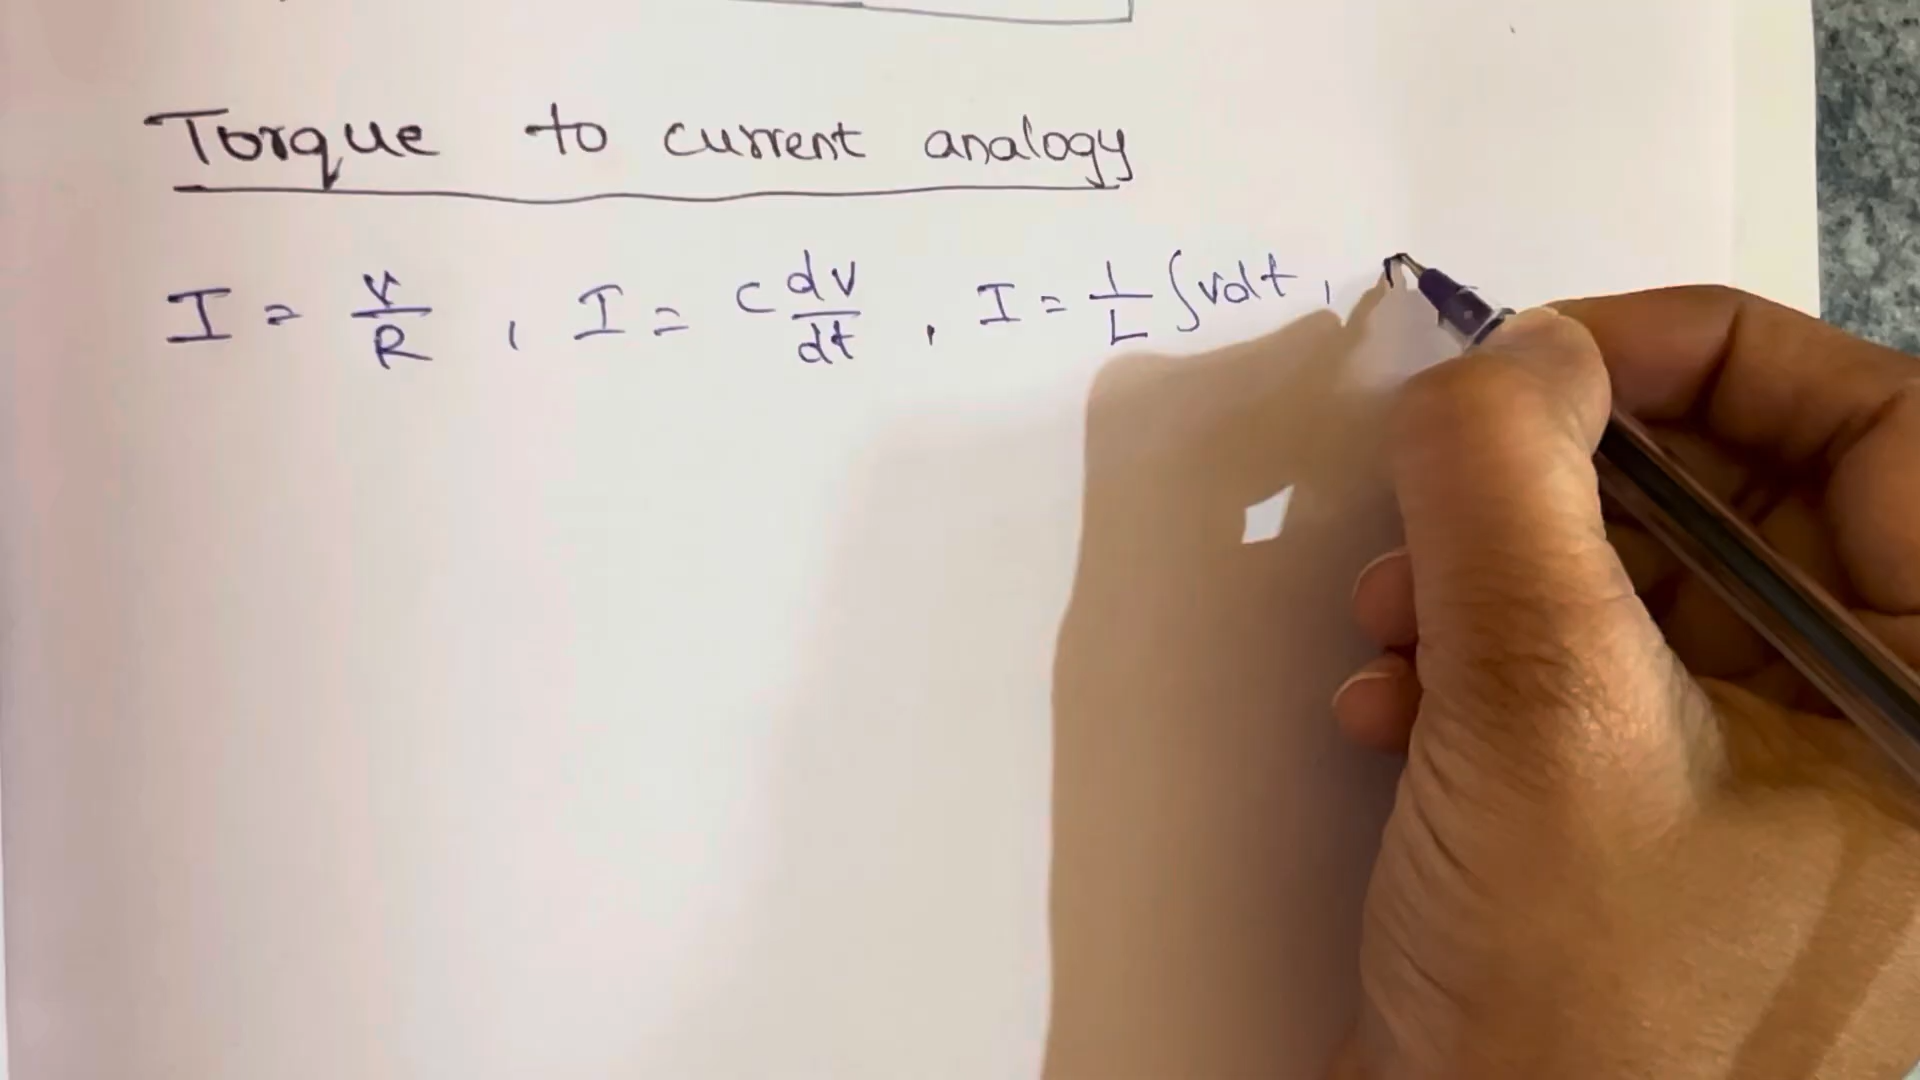 Torque to current analogy
I = V/R , I = C dV/dt , I = 1/L ∫vdt ,